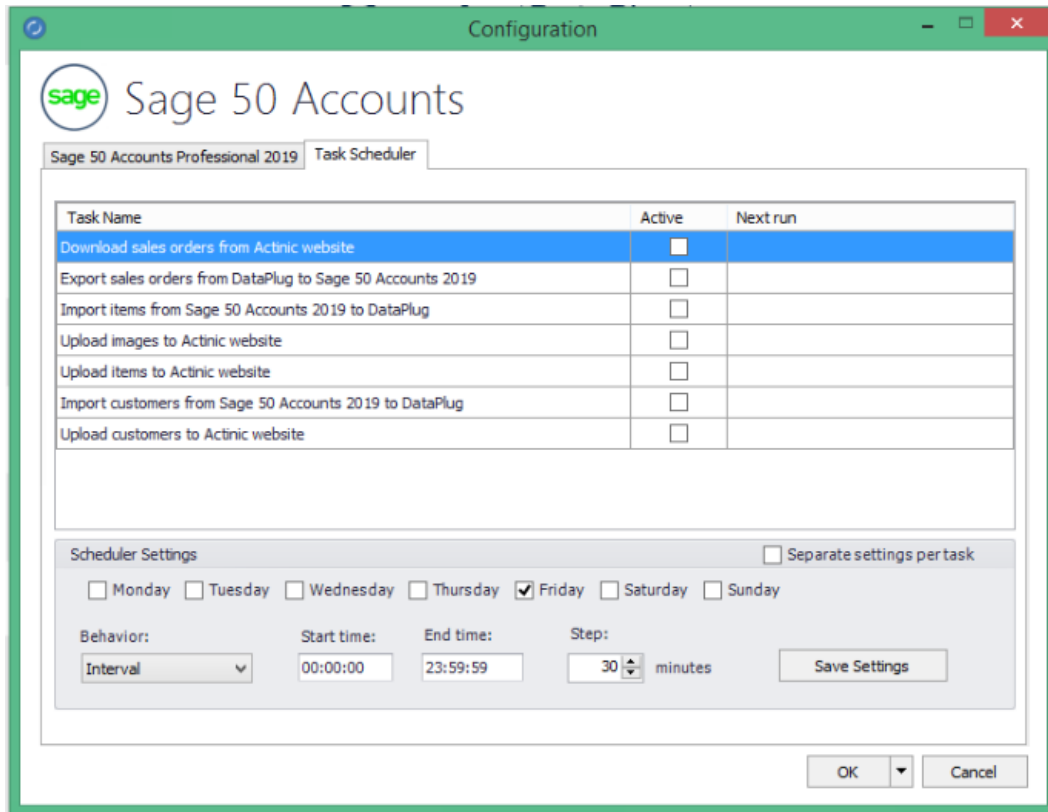 Configuration
sage Sage 50 Accounts
Sage 50 Accounts Professional 2019 Task Scheduler
Task Name Active Next run
Download sales orders from Actinic website
Export sales orders from DataPlug to Sage 50 Accounts 2019
Import items from Sage 50 Accounts 2019 to DataPlug
Upload images to Actinic website
Upload items to Actinic website
Import customers from Sage 50 Accounts 2019 to DataPlug
Upload customers to Actinic website
Scheduler Settings Separate settings per task
Monday Tuesday Wednesday Thursday Friday Saturday Sunday
Behavior: Start time: End time: Step:
Interval 00:00:00 23:59:59 30 minutes Save Settings
OK Cancel